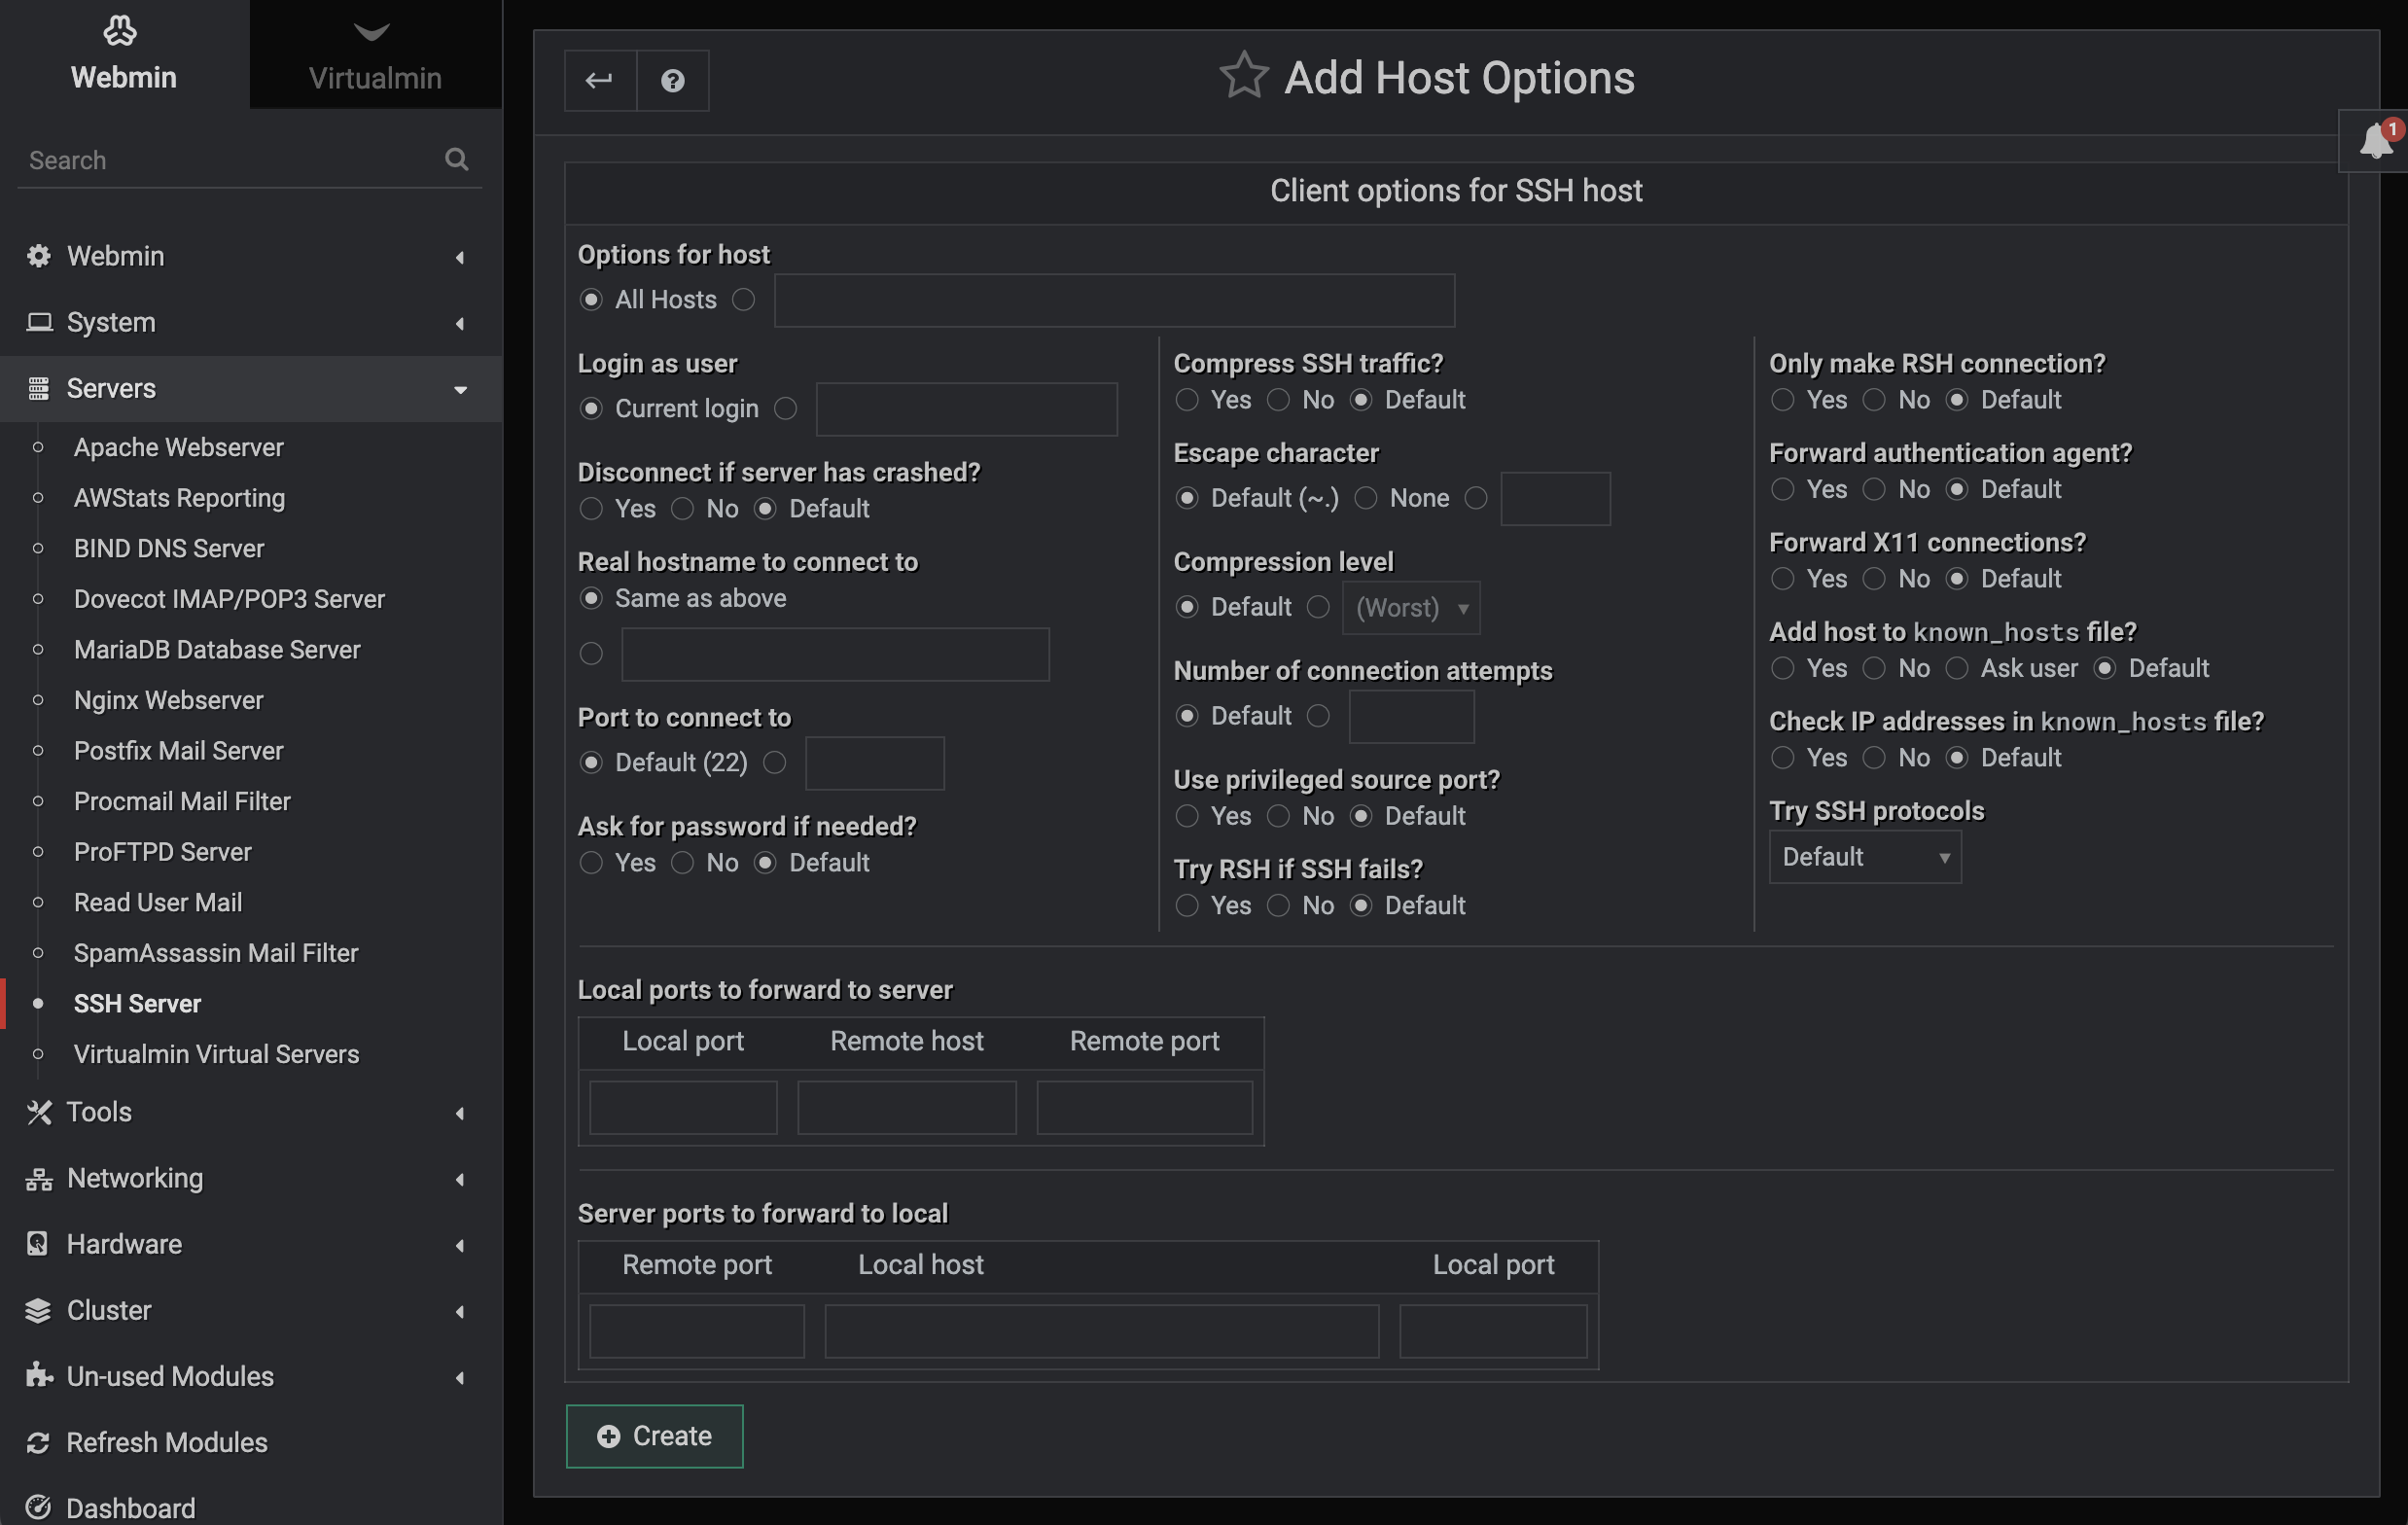 Webmin
Virtualmin
Search
Webmin
System
Servers
Apache Webserver
AWStats Reporting
BIND DNS Server
Dovecot IMAP/POP3 Server
MariaDB Database Server
Nginx Webserver
Postfix Mail Server
Procmail Mail Filter
ProFTPD Server
Read User Mail
SpamAssassin Mail Filter
SSH Server
Virtualmin Virtual Servers
Tools
Networking
Hardware
Cluster
Un-used Modules
Refresh Modules
Dashboard
Add Host Options
1
Client options for SSH host
Options for host
All Hosts
Login as user
Current login
Disconnect if server has crashed?
Yes No Default
Real hostname to connect to
Same as above
Port to connect to
Default (22)
Ask for password if needed?
Yes No Default
Compress SSH traffic?
Yes No Default
Escape character
Default (~.) None
Compression level
Default (Worst)
Number of connection attempts
Default
Use privileged source port?
Yes No Default
Try RSH if SSH fails?
Yes No Default
Only make RSH connection?
Yes No Default
Forward authentication agent?
Yes No Default
Forward X11 connections?
Yes No Default
Add host to known_hosts file?
Yes No Ask user Default
Check IP addresses in known_hosts file?
Yes No Default
Try SSH protocols
Default
Local ports to forward to server
Local port Remote host Remote port
Server ports to forward to local
Remote port Local host Local port
Create